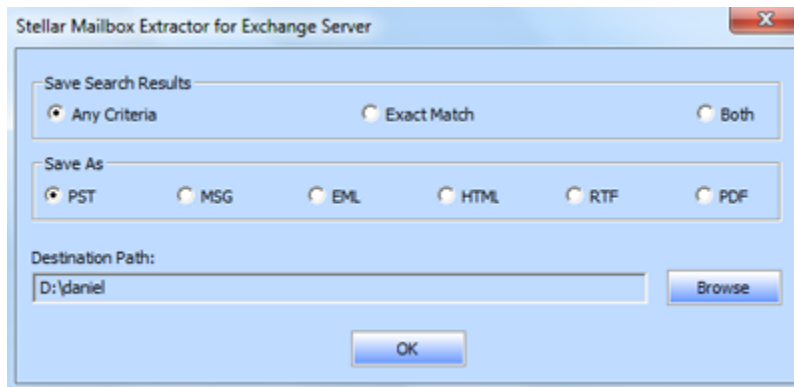 Stellar Mailbox Extractor for Exchange Server
Save Search Results
Any Criteria Exact Match Both
Save As
PST MSG EML HTML RTF PDF
Destination Path:
D:\daniel Browse
OK